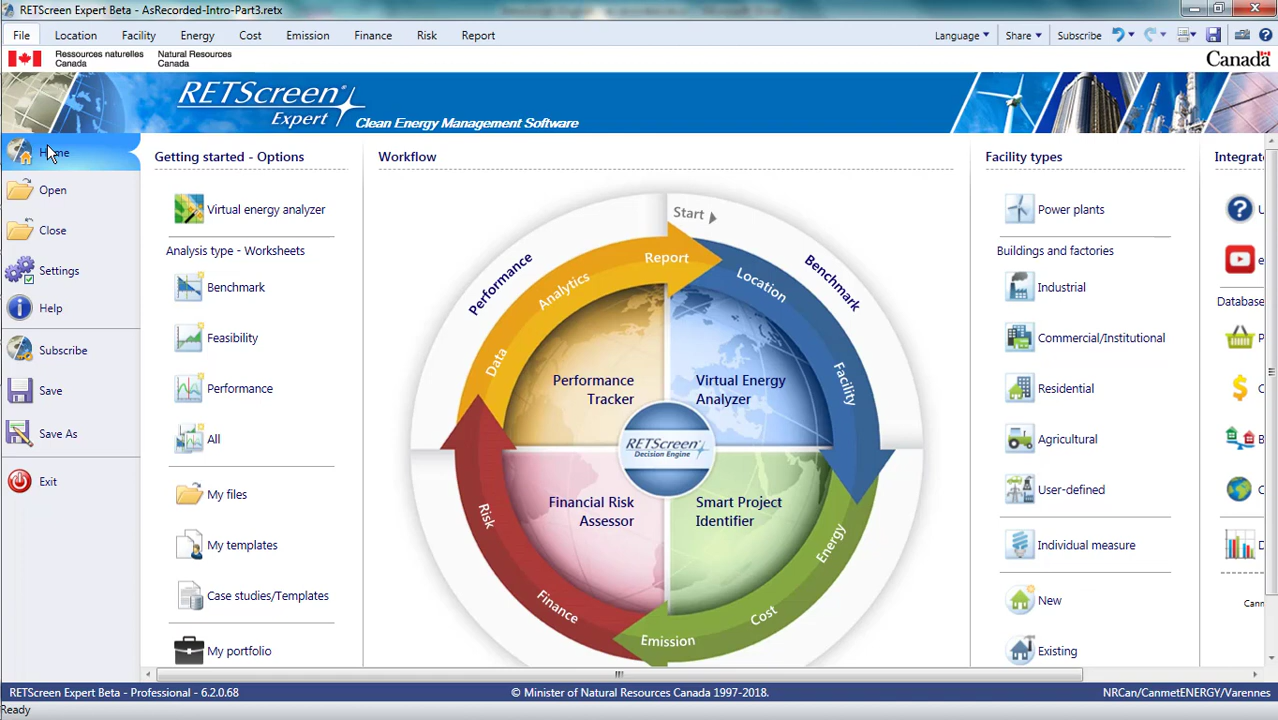 RETScreen Expert Beta - AsRecorded-Intro-Part3.retx
File Location Facility Energy Cost Emission Finance Risk Report Language Share Subscribe
Ressources naturelles Canada
Natural Resources Canada
Canada
RETScreen®
Expert
Clean Energy Management Software
Home
Open
Close
Settings
Help
Subscribe
Save
Save As
Exit
Getting started - Options
Virtual energy analyzer
Analysis type - Worksheets
Benchmark
Feasibility
Performance
All
My files
My templates
Case studies/Templates
My portfolio
Workflow
Start
Performance
Benchmark
Report
Analytics
Data
Location
Facility
Energy
Cost
Emission
Finance
Risk
Performance
Tracker
Virtual Energy
Analyzer
RETScreen
Decision Engine
Financial Risk
Assessor
Smart Project
Identifier
Facility types
Power plants
Buildings and factories
Industrial
Commercial/Institutional
Residential
Agricultural
User-defined
Individual measure
New
Existing
Integrat
U
e
Database
P
C
B
C
D
Cann
RETScreen Expert Beta - Professional - 6.2.0.68
© Minister of Natural Resources Canada 1997-2018.
NRCan/CanmetENERGY/Varennes
Ready